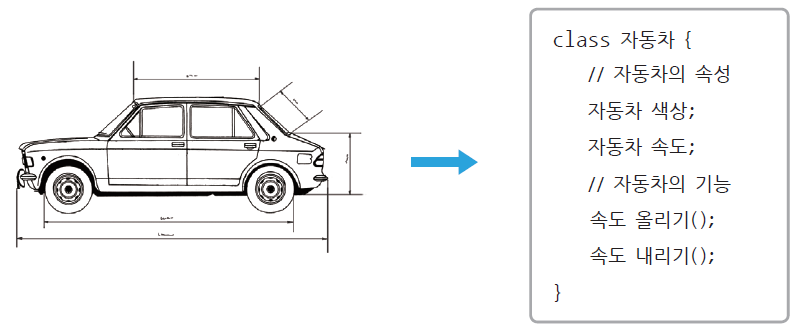 class 자동차 {
// 자동차의 속성
자동차 색상;
자동차 속도;
// 자동차의 기능
속도 올리기();
속도 내리기();
}